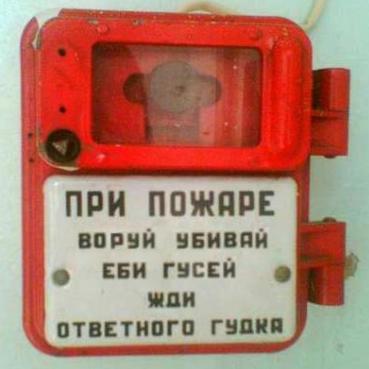 ПРИ ПОЖАРЕ
ВОРУЙ УБИВАЙ
ЕБИ ГУСЕЙ
ЖДИ
ОТВЕТНОГО ГУДКА